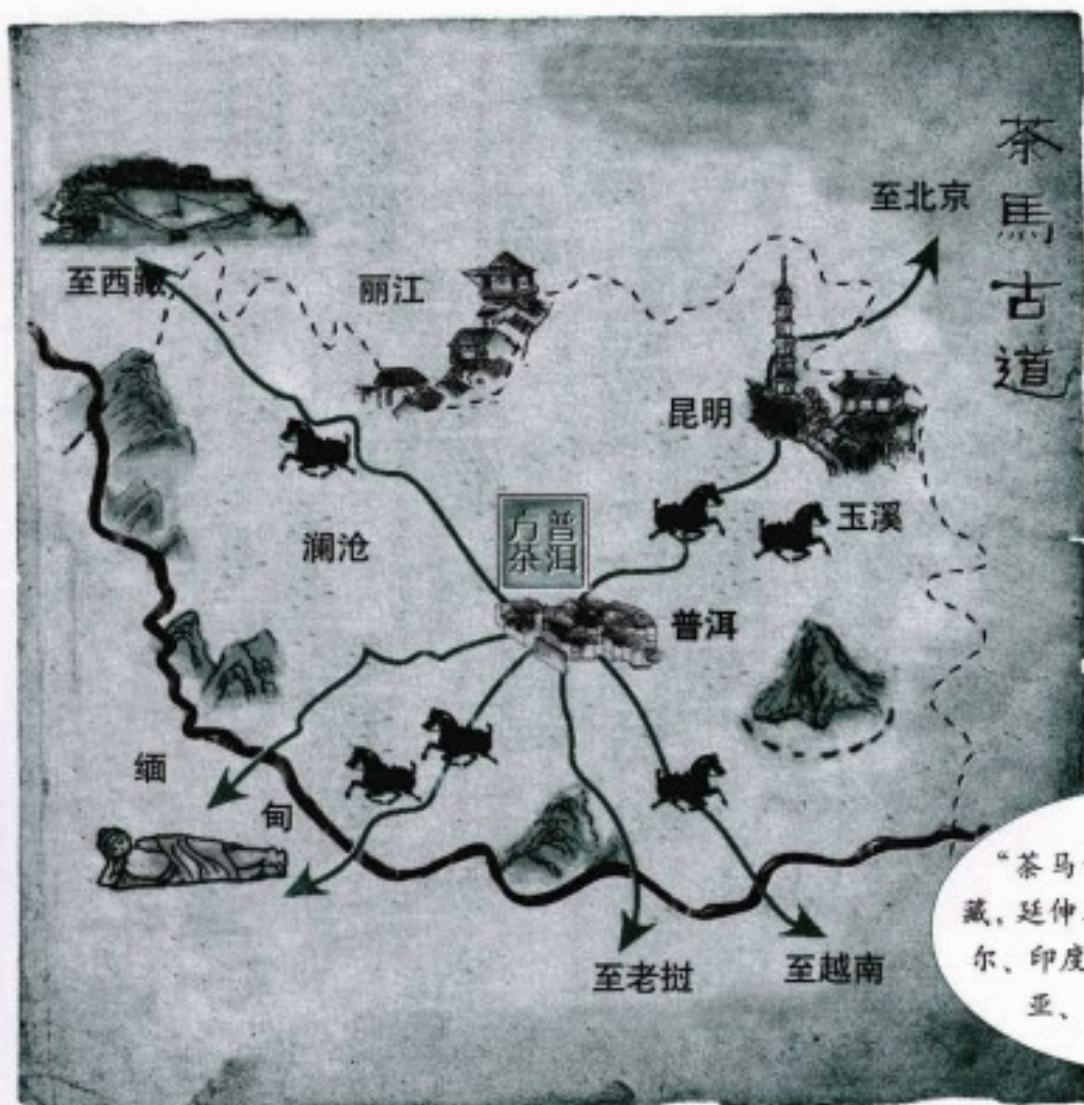 茶馬古道
至北京
至西藏
丽江
昆明
玉溪
澜沧
普洱
方茶
普洱
缅
甸
至老挝
至越南
“茶马
藏，延伸
尔、印度
亚、